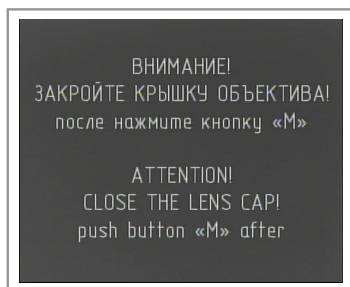 ВНИМАНИЕ!
ЗАКРОЙТЕ КРЫШКУ ОБЪЕКТИВА!
после нажмите кнопку «М»
ATTENTION!
CLOSE THE LENS CAP!
push button «M» after